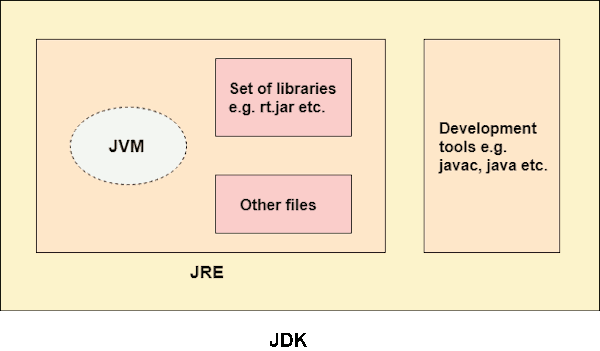 JVM
Set of libraries
e.g. rt.jar etc.
Other files
JRE
Development
tools e.g.
javac, java etc.
JDK